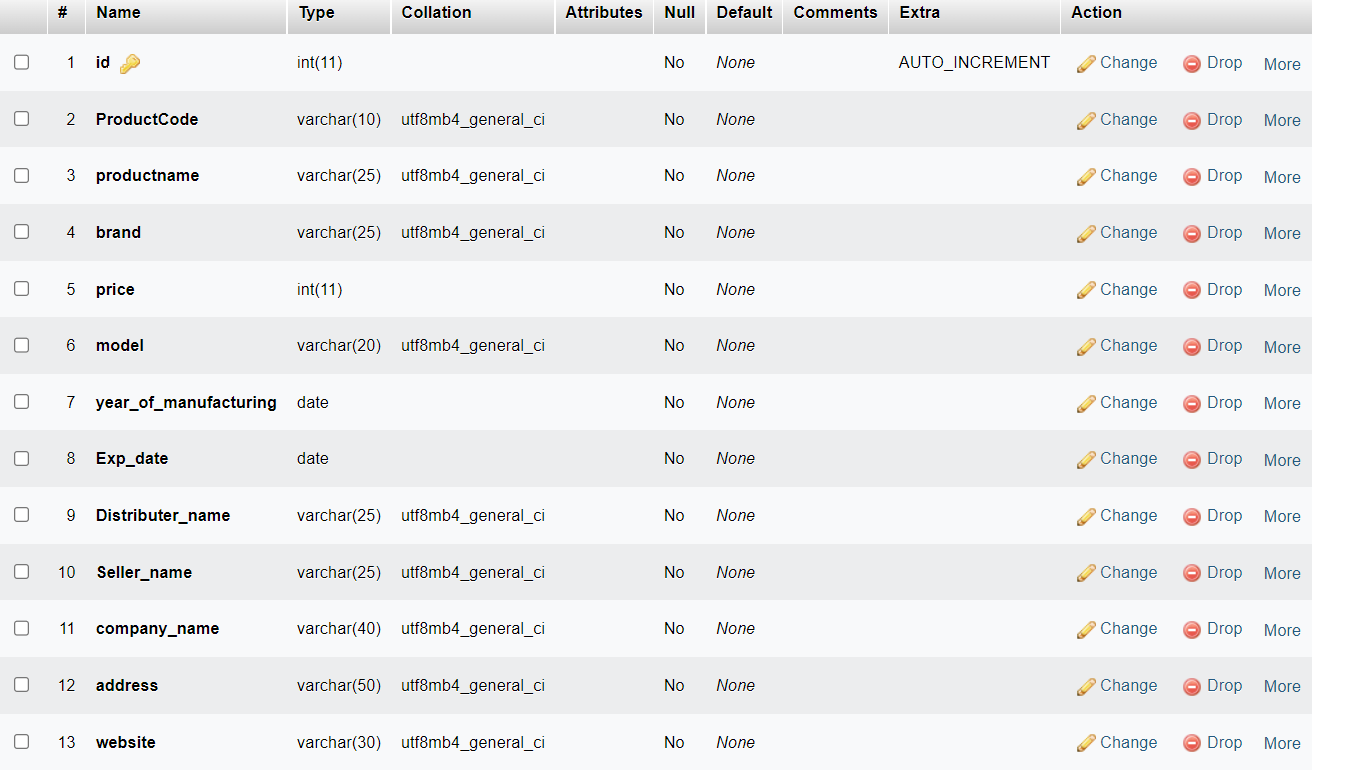 # Name Type Collation Attributes Null Default Comments Extra Action
1 id int(11) No None AUTO_INCREMENT Change Drop More
2 ProductCode varchar(10) utf8mb4_general_ci No None Change Drop More
3 productname varchar(25) utf8mb4_general_ci No None Change Drop More
4 brand varchar(25) utf8mb4_general_ci No None Change Drop More
5 price int(11) No None Change Drop More
6 model varchar(20) utf8mb4_general_ci No None Change Drop More
7 year_of_manufacturing date No None Change Drop More
8 Exp_date date No None Change Drop More
9 Distributer_name varchar(25) utf8mb4_general_ci No None Change Drop More
10 Seller_name varchar(25) utf8mb4_general_ci No None Change Drop More
11 company_name varchar(40) utf8mb4_general_ci No None Change Drop More
12 address varchar(50) utf8mb4_general_ci No None Change Drop More
13 website varchar(30) utf8mb4_general_ci No None Change Drop More